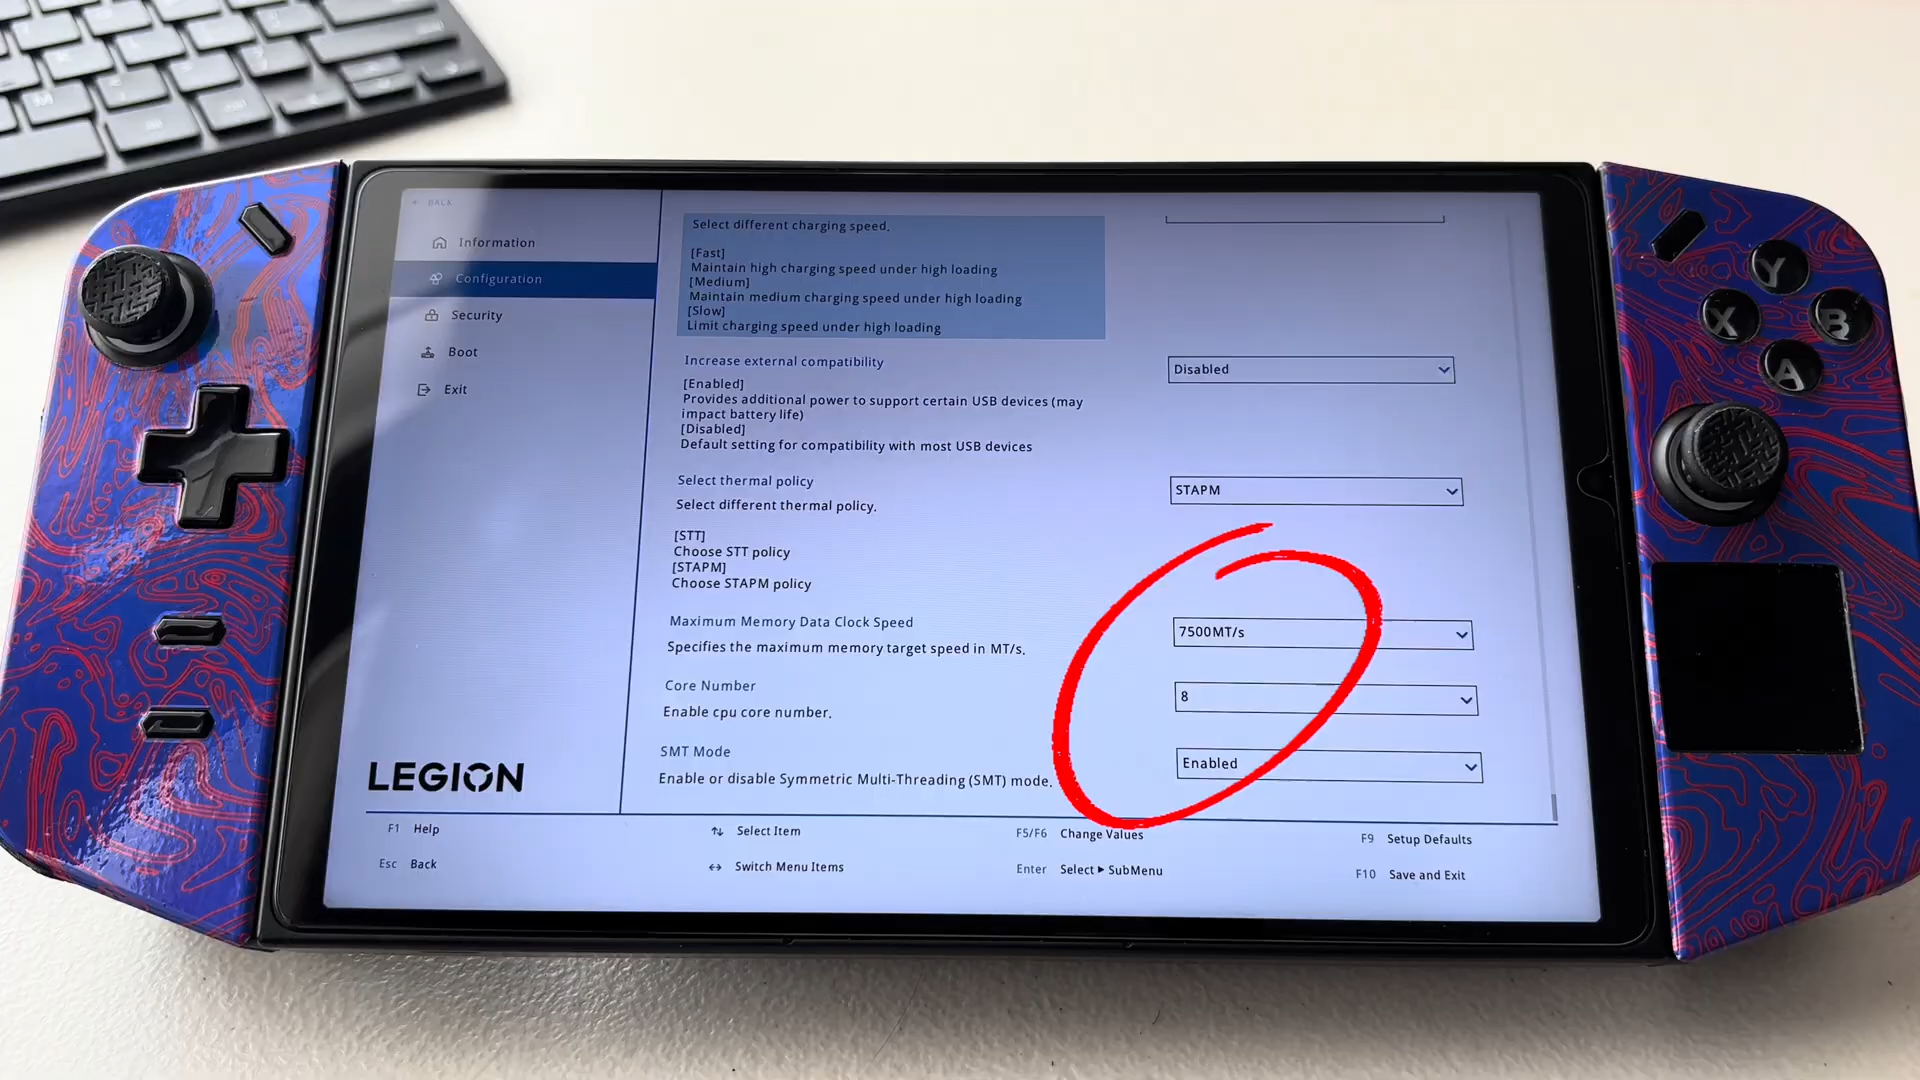 ← BACK
Information
Configuration
Security
Boot
Exit
LEGION
Select different charging speed.
[Fast]
Maintain high charging speed under high loading
[Medium]
Maintain medium charging speed under high loading
[Slow]
Limit charging speed under high loading
Increase external compatibility
Disabled
[Enabled]
Provides additional power to support certain USB devices (may
impact battery life)
[Disabled]
Default setting for compatibility with most USB devices
Select thermal policy
STAPM
Select different thermal policy.
[STT]
Choose STT policy
[STAPM]
Choose STAPM policy
Maximum Memory Data Clock Speed
7500MT/s
Specifies the maximum memory target speed in MT/s.
Core Number
8
Enable cpu core number.
SMT Mode
Enabled
Enable or disable Symmetric Multi-Threading (SMT) mode.
F1 Help
↑↓ Select Item
F5/F6 Change Values
F9 Setup Defaults
Esc Back
↔ Switch Menu Items
Enter Select ▶ SubMenu
F10 Save and Exit
Y
X
B
A